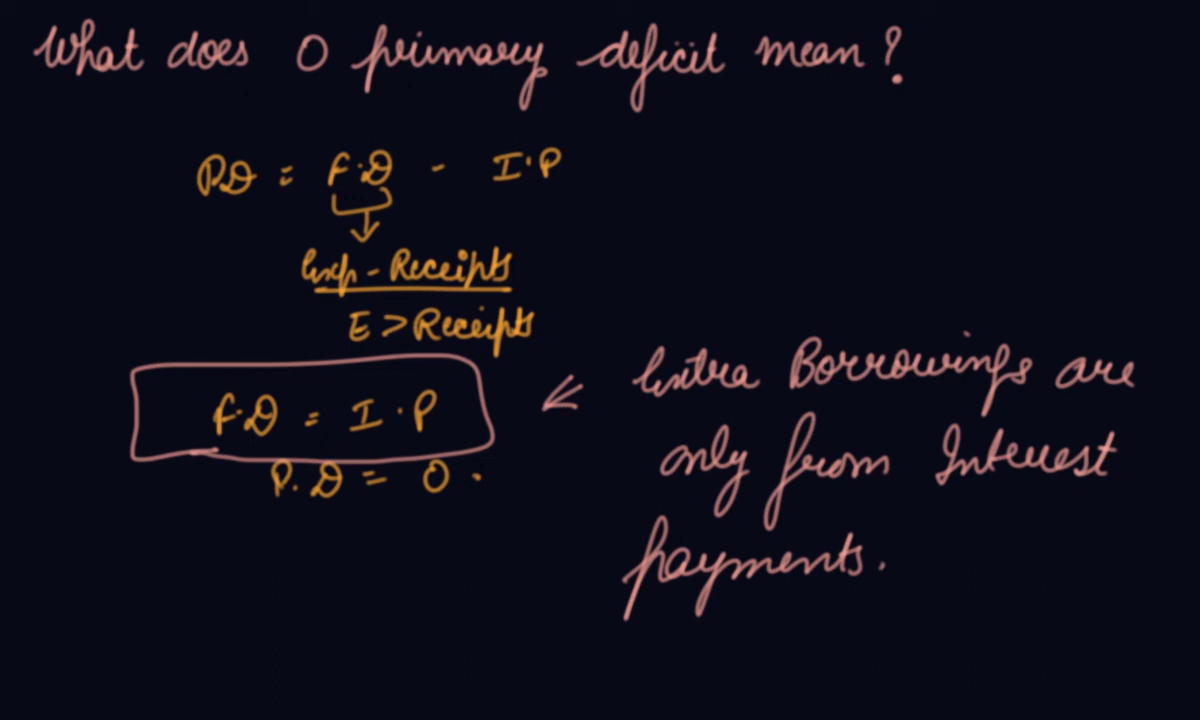 What does 0 primary deficit mean?
PD = F.D - I.P
Exp - Receipts
E > Receipts
F.D = I.P
P.D = 0.
Extra Borrowings are
only from Interest
payments.